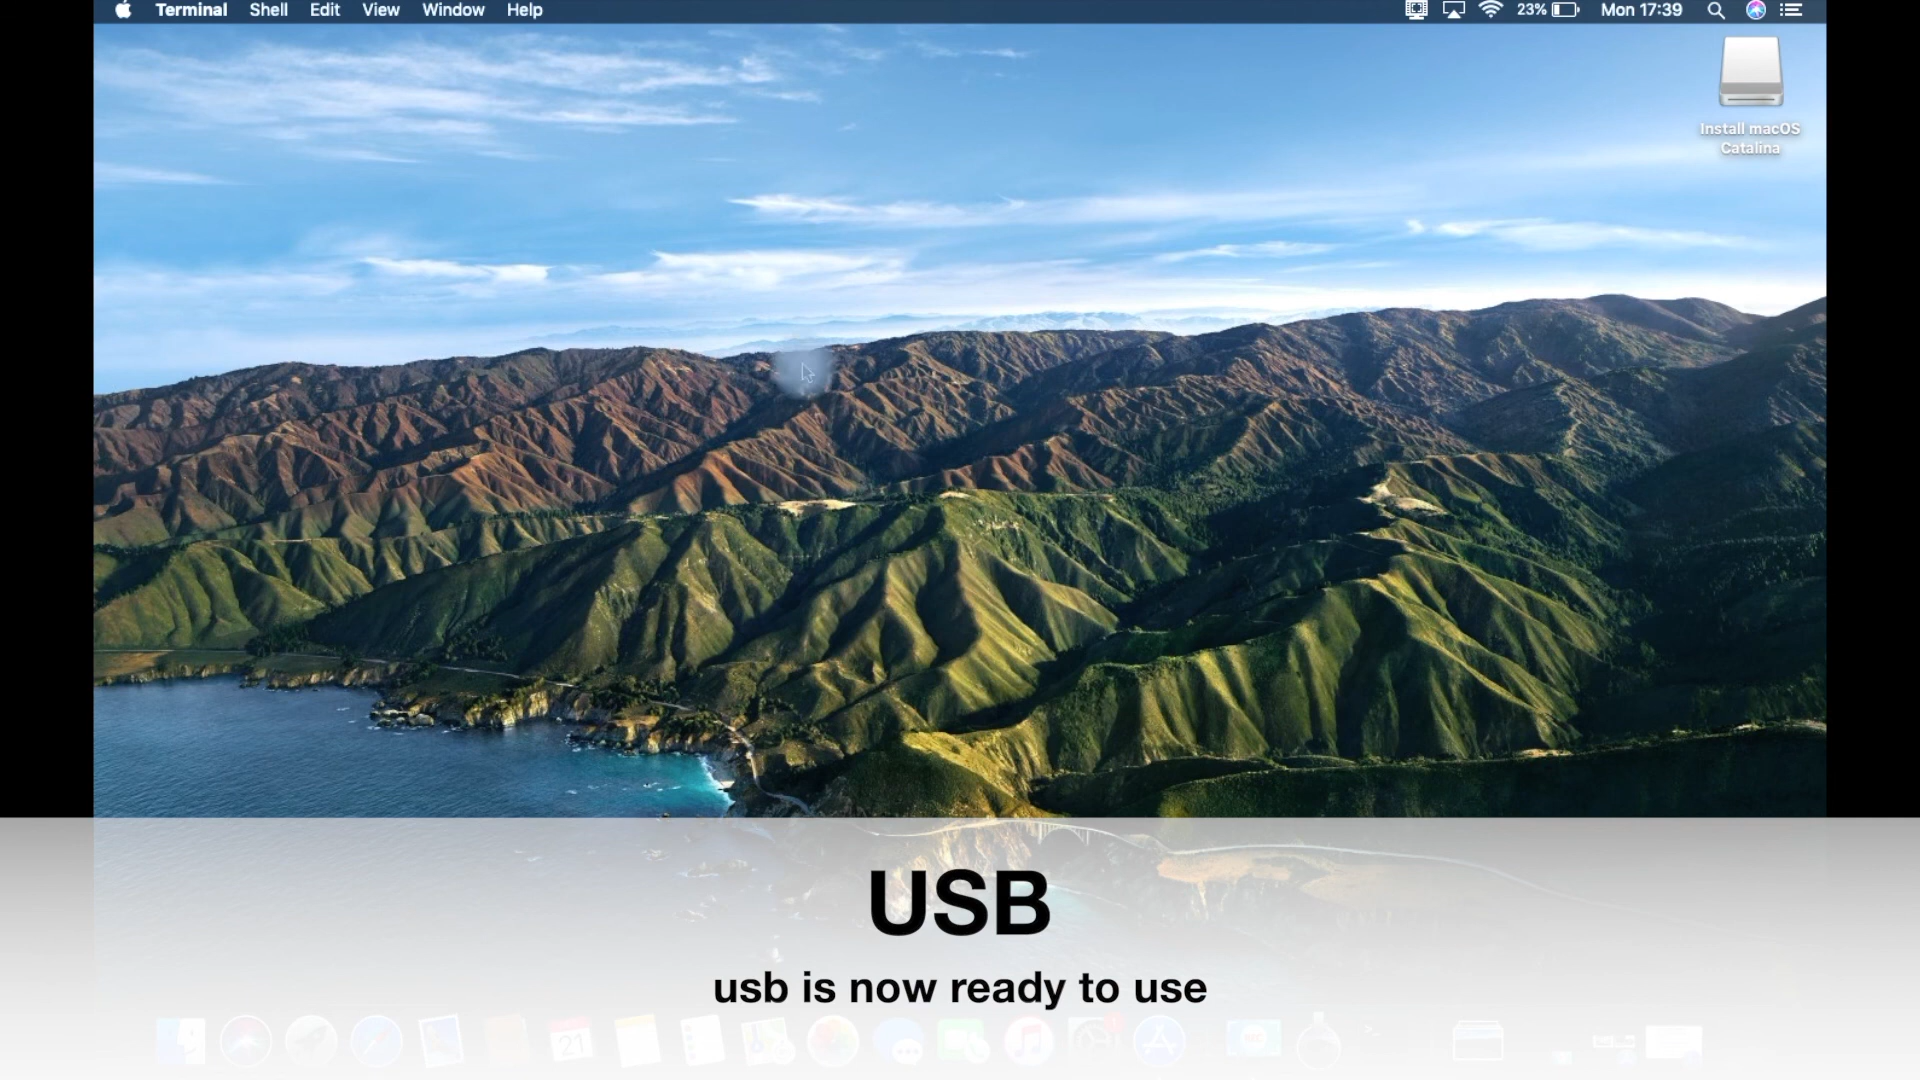 Terminal Shell Edit View Window Help 23% Mon 17:39
Install macOS
Catalina
USB
usb is now ready to use
21